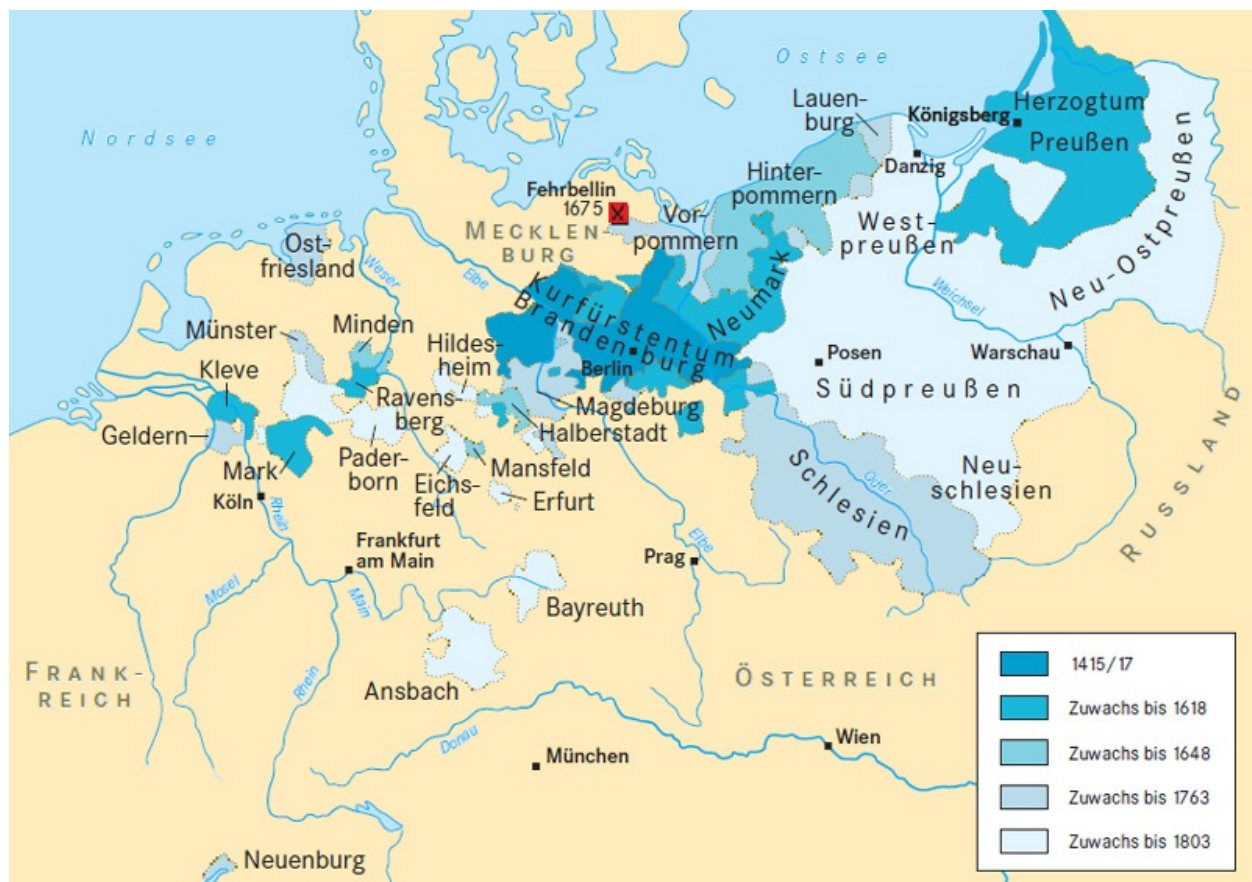 Nordsee
Ostsee
Lauen-
burg
Königsberg
Herzogtum
Preußen
Danzig
Hinter-
pommern
Fehrbellin
1675
Vor-
pommern
MECKLEN-
BURG
West-
preußen
Neu-Ostpreußen
Ost-
friesland
Weser
Elbe
Kurfürstentum
Brandenburg
Neumark
Weichsel
Münster
Minden
Hildes-
heim
Berlin
Posen
Warschau
Kleve
Ravens-
berg
Magdeburg
Südpreußen
Geldern
Halberstadt
Mark
Pader-
born
Eichs-
feld
Mansfeld
Erfurt
Schlesien
Oder
Neu-
schlesien
RUSSLAND
Köln
Rhein
Frankfurt
am Main
Prag
Elbe
Mosel
Main
Bayreuth
FRANK-
REICH
Rhein
Ansbach
ÖSTERREICH
Donau
München
Wien
Neuenburg
1415/17
Zuwachs bis 1618
Zuwachs bis 1648
Zuwachs bis 1763
Zuwachs bis 1803